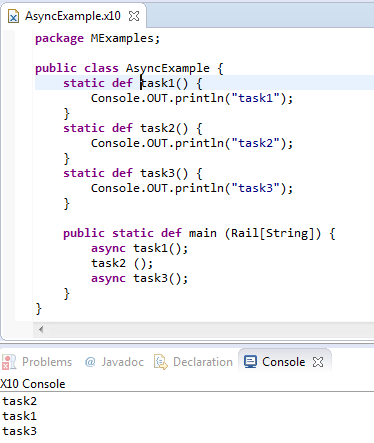 AsyncExample.x10
package MExamples;
public class AsyncExample {
static def task1() {
Console.OUT.println("task1");
}
static def task2() {
Console.OUT.println("task2");
}
static def task3() {
Console.OUT.println("task3");
}
public static def main (Rail[String]) {
async task1();
task2 ();
async task3();
}
}
Problems @ Javadoc Declaration Console
X10 Console
task2
task1
task3